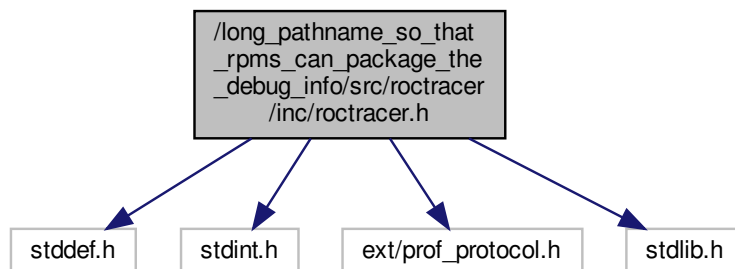 /long_pathname_so_that
_rpms_can_package_the
_debug_info/src/roctracer
/inc/roctracer.h
stddef.h
stdint.h
ext/prof_protocol.h
stdlib.h